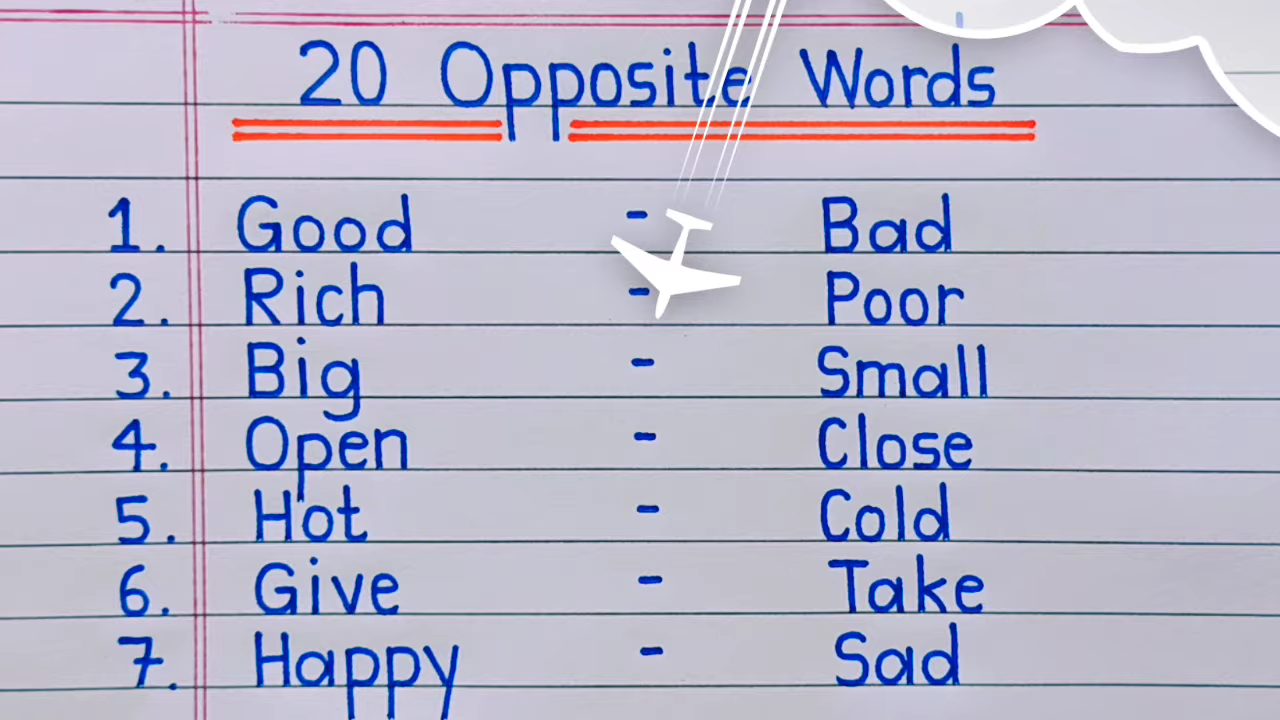 20 Opposite Words
1. Good - Bad
2. Rich - Poor
3. Big - Small
4. Open - Close
5. Hot - Cold
6. Give - Take
7. Happy - Sad